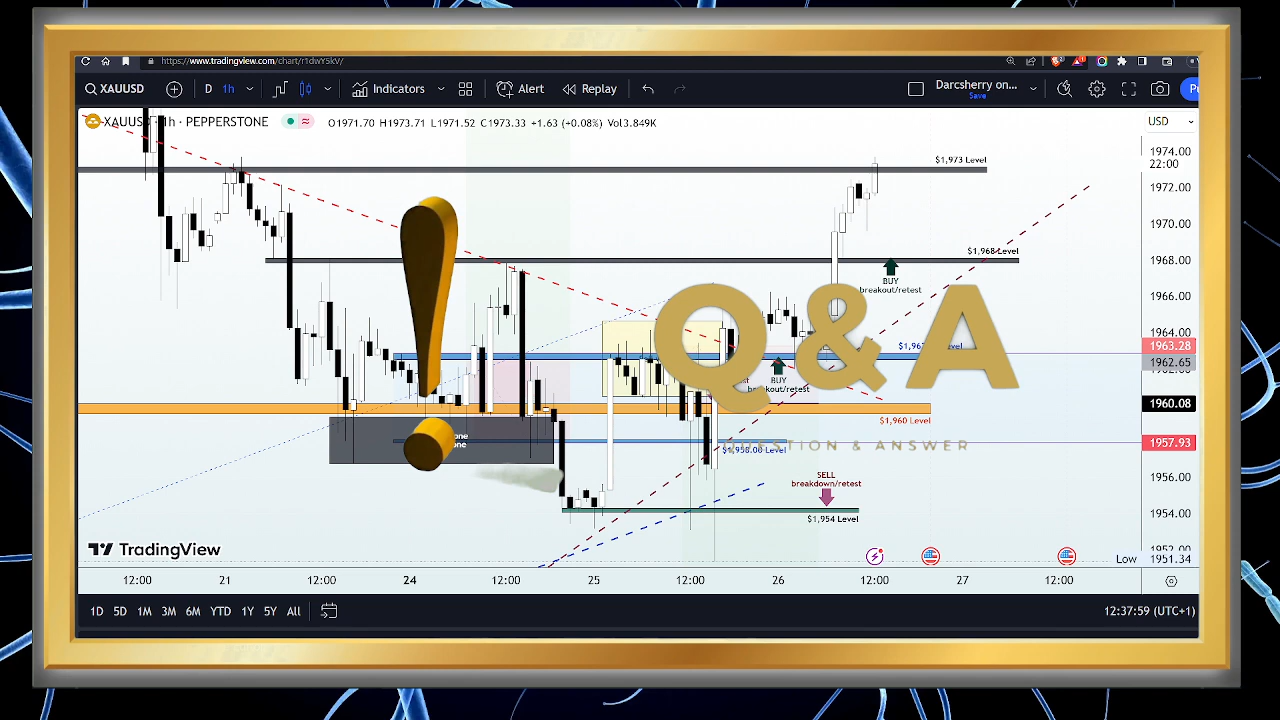 https://www.tradingview.com/chart/r1dwY5kV/
XAUUSD
D 1h
Indicators
Alert
Replay
Darcsherry on...
Save
XAUUSD · 1h · PEPPERSTONE
O1971.70 H1973.71 L1971.52 C1973.33 +1.63 (+0.08%) Vol3.849K
USD
1974.00
22:00
$1,973 Level
1972.00
1970.00
$1,968 Level
1968.00
BUY
breakout/retest
1966.00
Q & A
1964.00
1963.28
Level
1962.65
BUY
breakout/retest
1960.08
$1,960 Level
one
one
QUESTION & ANSWER
1957.93
$1,958.08 Level
SELL
breakdown/retest
1956.00
$1,954 Level
1954.00
1952.00
Low 1951.34
TradingView
12:00 21 12:00 24 12:00 25 12:00 26 12:00 27 12:00
1D 5D 1M 3M 6M YTD 1Y 5Y All
12:37:59 (UTC+1)